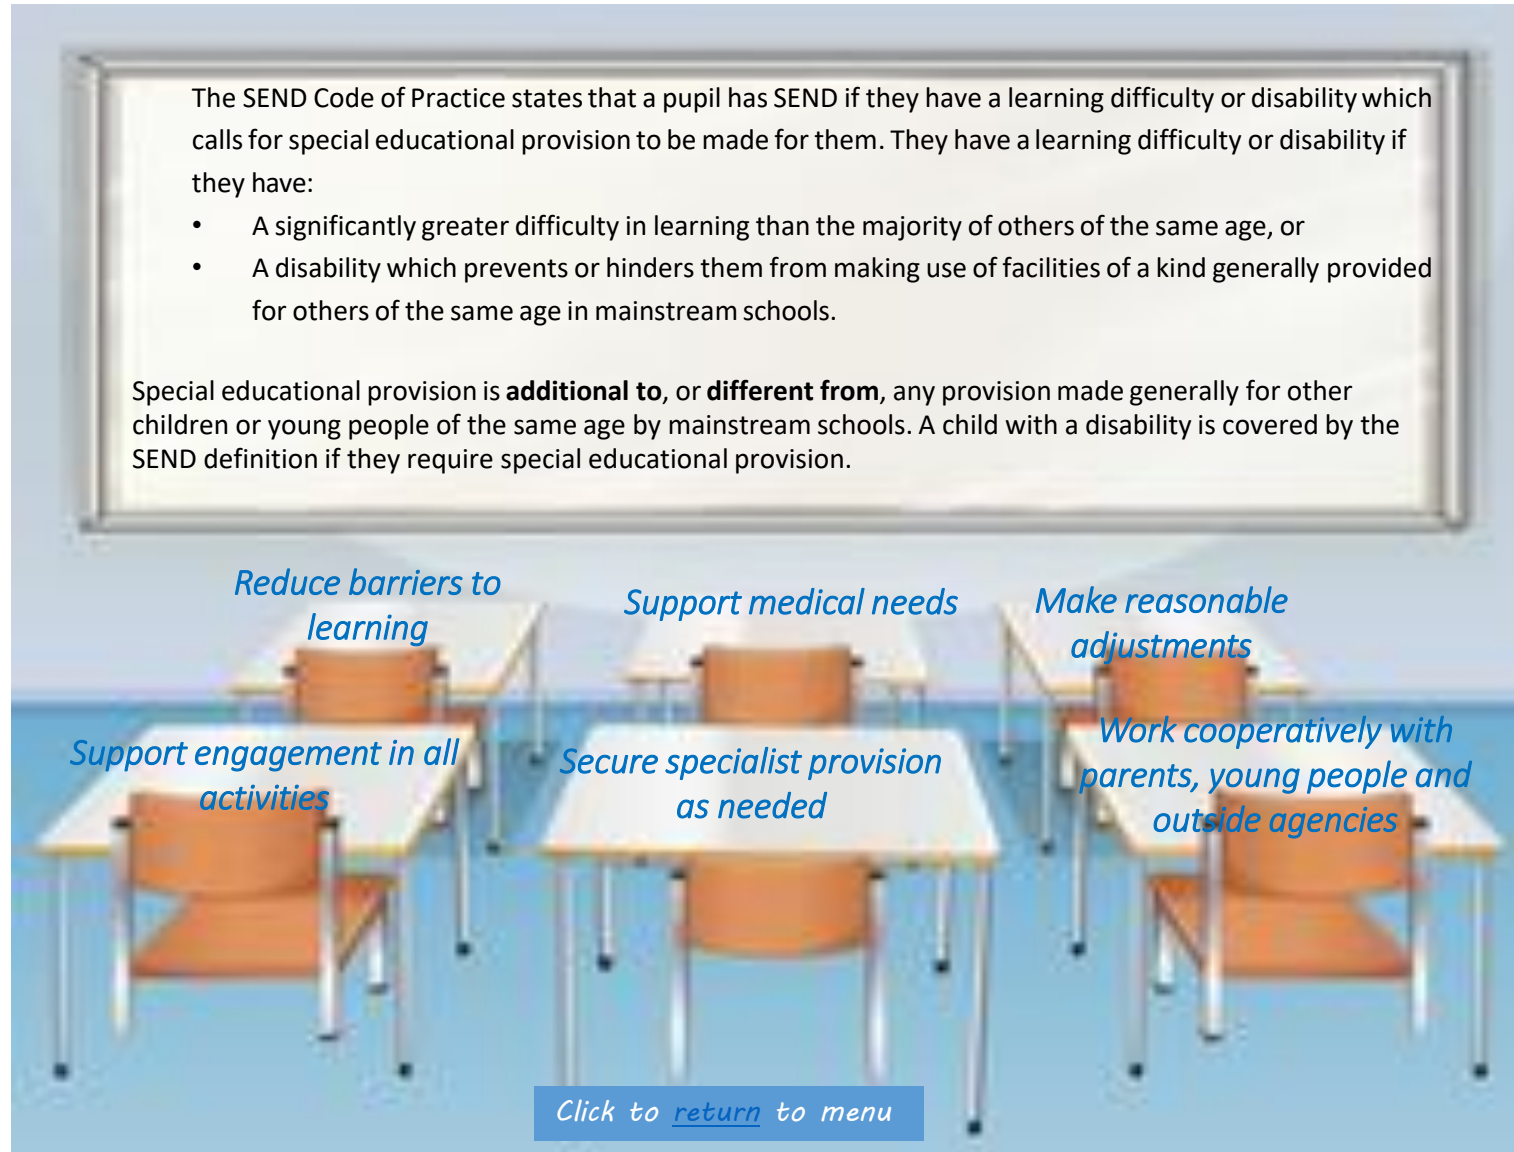 The SEND Code of Practice states that a pupil has SEND if they have a learning difficulty or disability which
calls for special educational provision to be made for them. They have a learning difficulty or disability if
they have:
• A significantly greater difficulty in learning than the majority of others of the same age, or
• A disability which prevents or hinders them from making use of facilities of a kind generally provided
for others of the same age in mainstream schools.
Special educational provision is additional to, or different from, any provision made generally for other
children or young people of the same age by mainstream schools. A child with a disability is covered by the
SEND definition if they require special educational provision.
Reduce barriers to
learning
Support medical needs
Make reasonable
adjustments
Support engagement in all
activities
Secure specialist provision
as needed
Work cooperatively with
parents, young people and
outside agencies
Click to return to menu